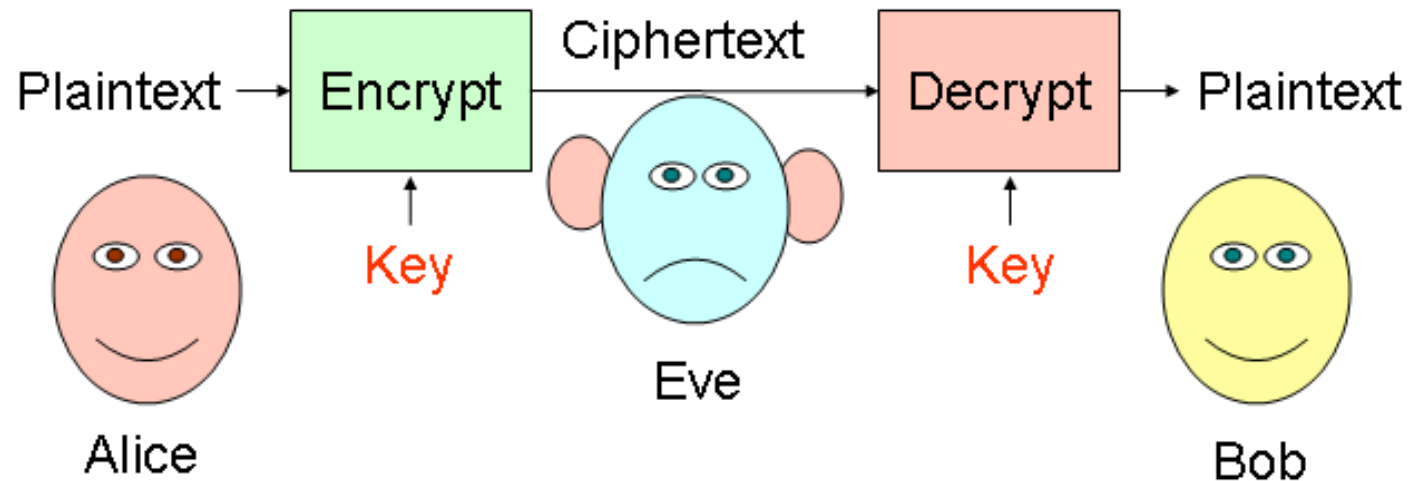 Ciphertext
Plaintext Encrypt Decrypt Plaintext
Key Key
Eve
Alice Bob